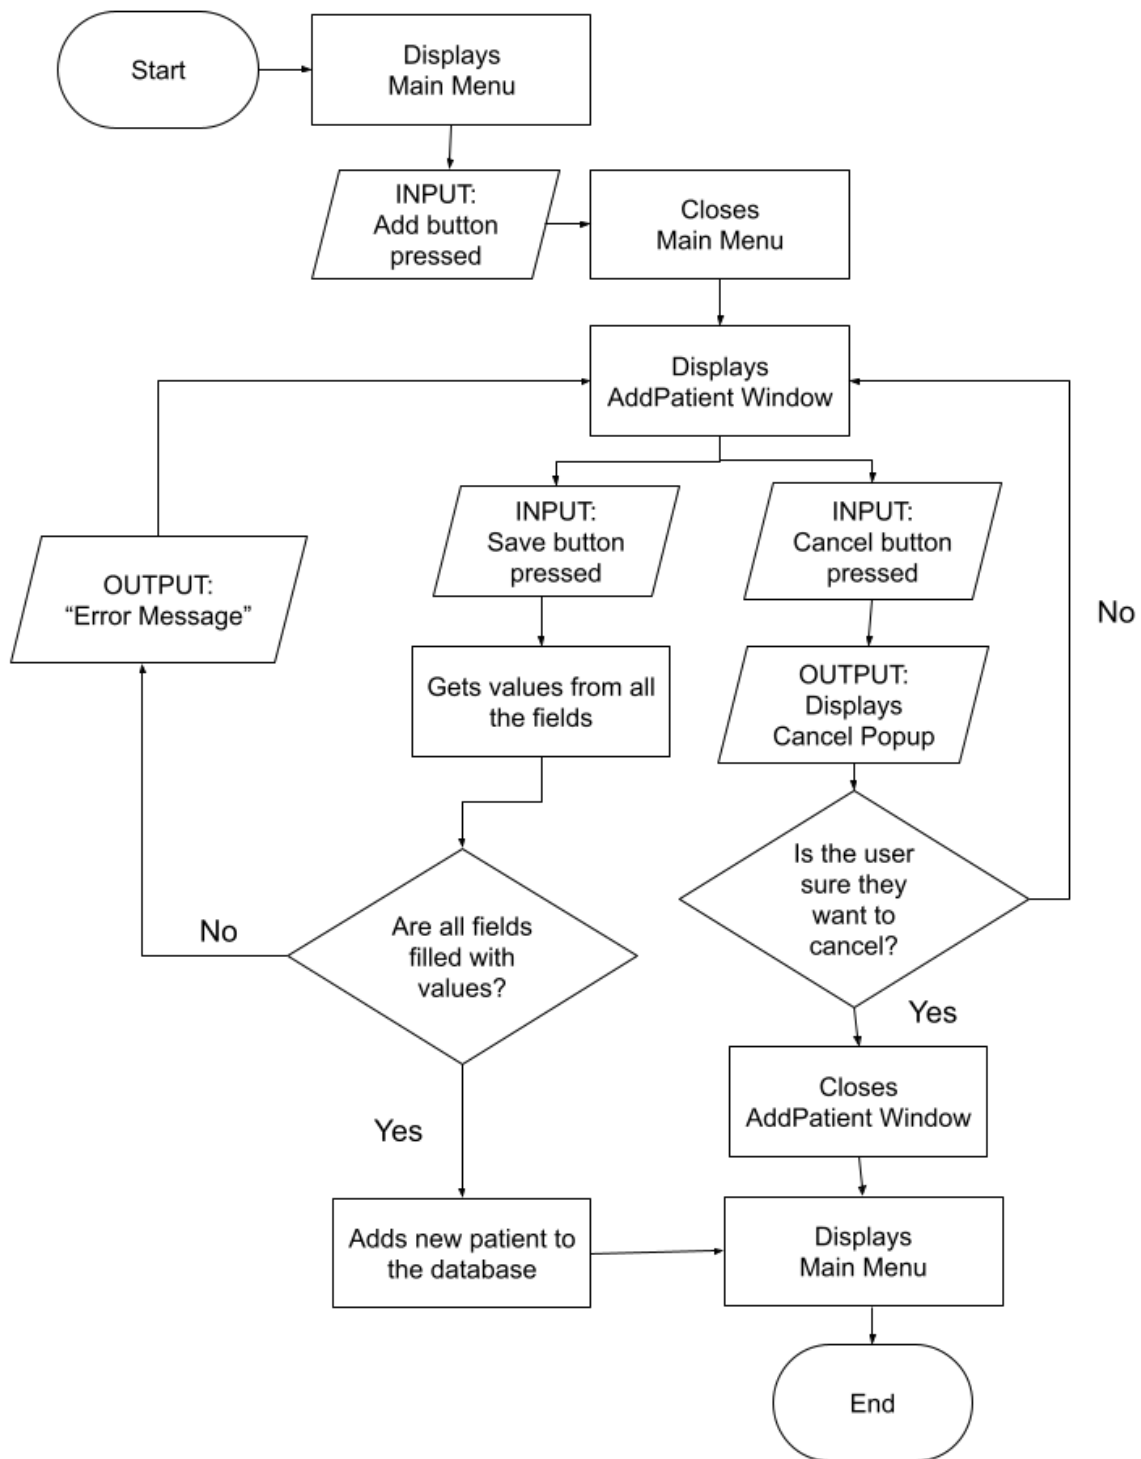 Start
Displays
Main Menu
INPUT:
Add button
pressed
Closes
Main Menu
Displays
AddPatient Window
INPUT:
Save button
pressed
INPUT:
Cancel button
pressed
OUTPUT:
“Error Message”
No
Gets values from all
the fields
OUTPUT:
Displays
Cancel Popup
Is the user
sure they
want to
cancel?
No
Are all fields
filled with
values?
Yes
Closes
AddPatient Window
Yes
Adds new patient to
the database
Displays
Main Menu
End